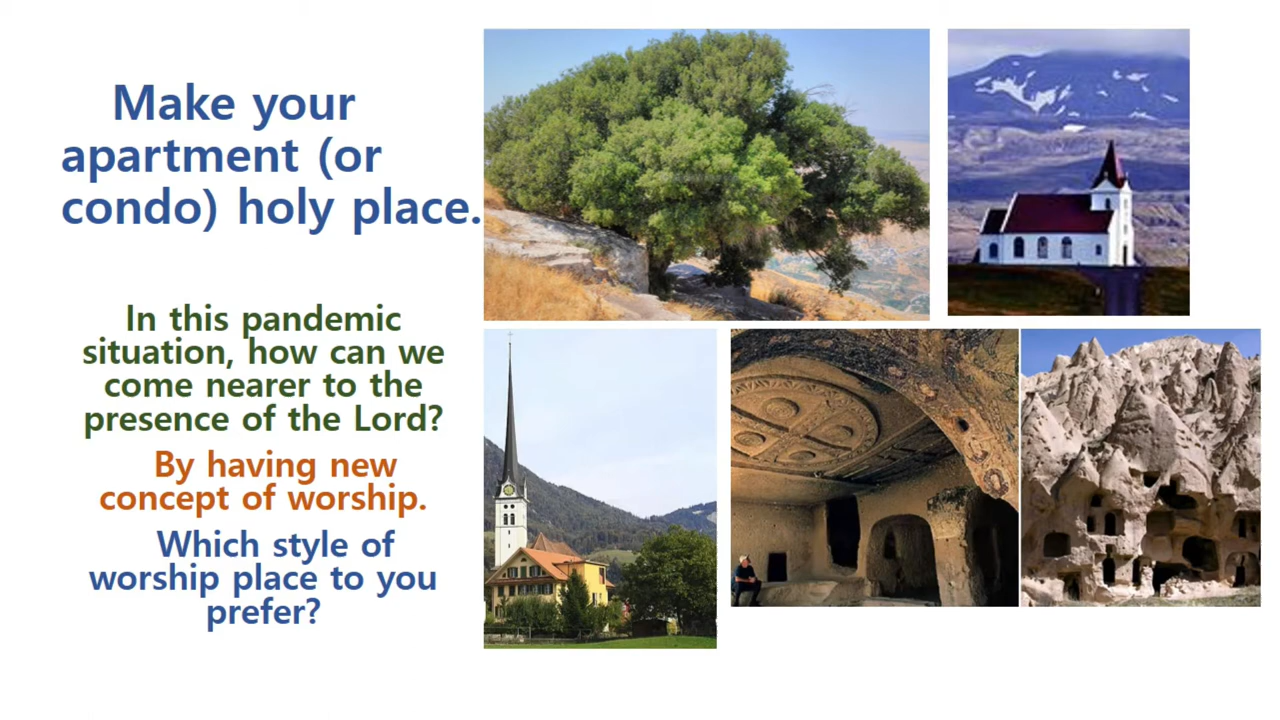 Make your
apartment (or
condo) holy place.
In this pandemic
situation, how can we
come nearer to the
presence of the Lord?
By having new
concept of worship.
Which style of
worship place to you
prefer?